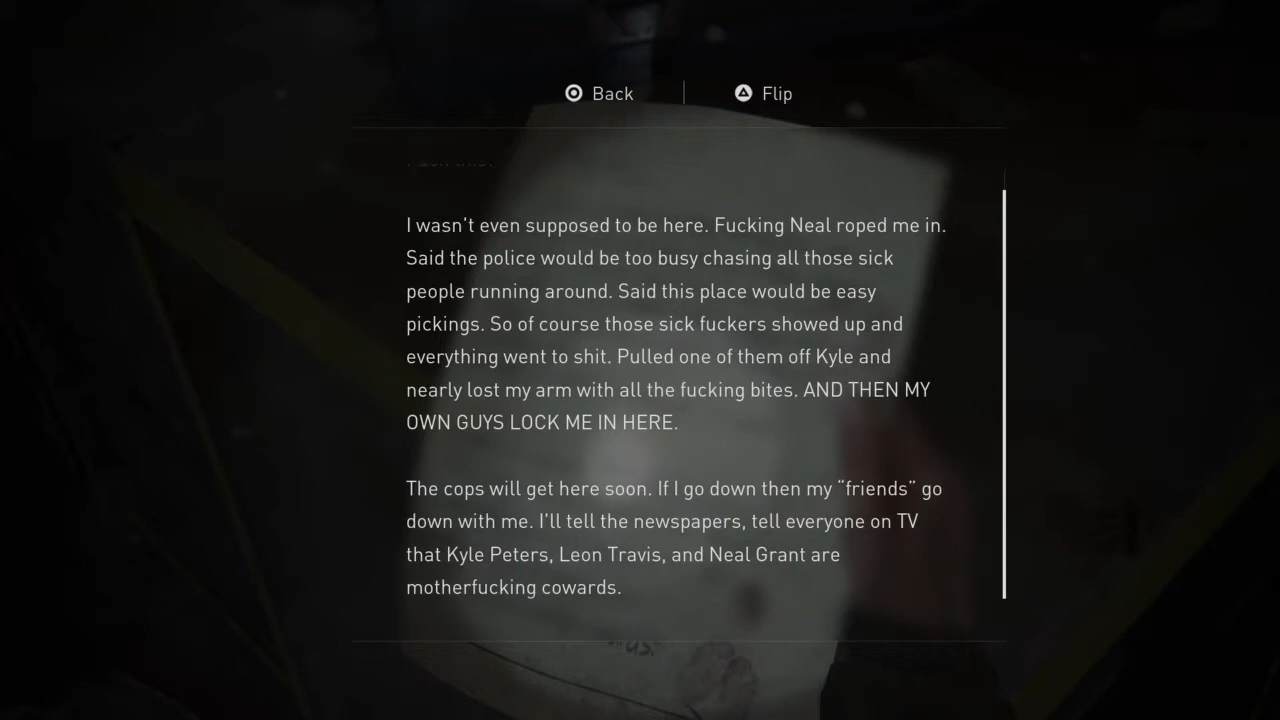 Back
Flip
I wasn't even supposed to be here. Fucking Neal roped me in.
Said the police would be too busy chasing all those sick
people running around. Said this place would be easy
pickings. So of course those sick fuckers showed up and
everything went to shit. Pulled one of them off Kyle and
nearly lost my arm with all the fucking bites. AND THEN MY
OWN GUYS LOCK ME IN HERE.
The cops will get here soon. If I go down then my “friends” go
down with me. I'll tell the newspapers, tell everyone on TV
that Kyle Peters, Leon Travis, and Neal Grant are
motherfucking cowards.